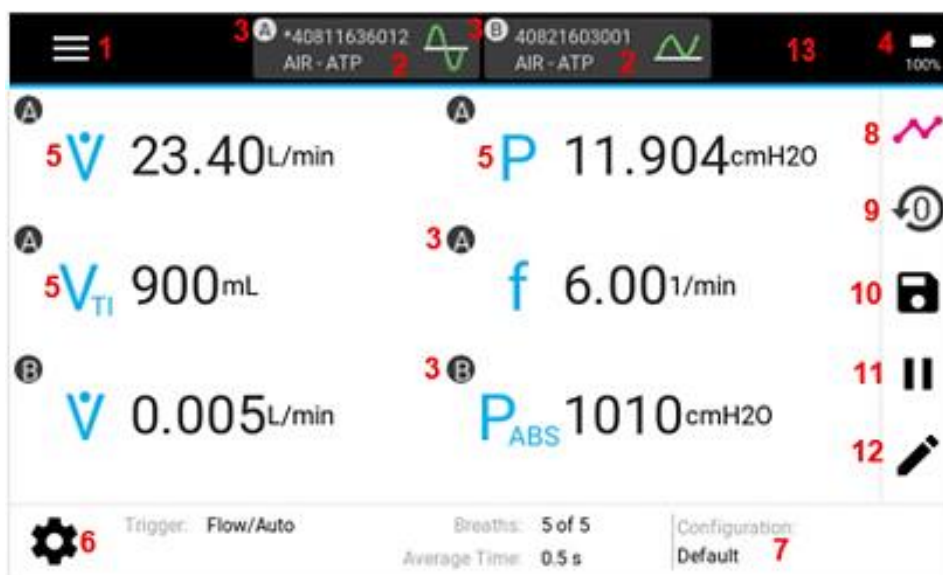 1 3 A *40811636012 3 B 40821603001 13 4
AIR - ATP 2 AIR - ATP 2 100%
A A
5 V̇ 23.40 L/min 5 P 11.904 cmH2O 8
9 0
A 3 A
5 VTI 900 mL f 6.00 1/min 10
B 3 B 11
V̇ 0.005 L/min PABS 1010 cmH2O
12
6 Trigger: Flow/Auto Breaths: 5 of 5 Configuration:
Average Time: 0.5 s Default 7